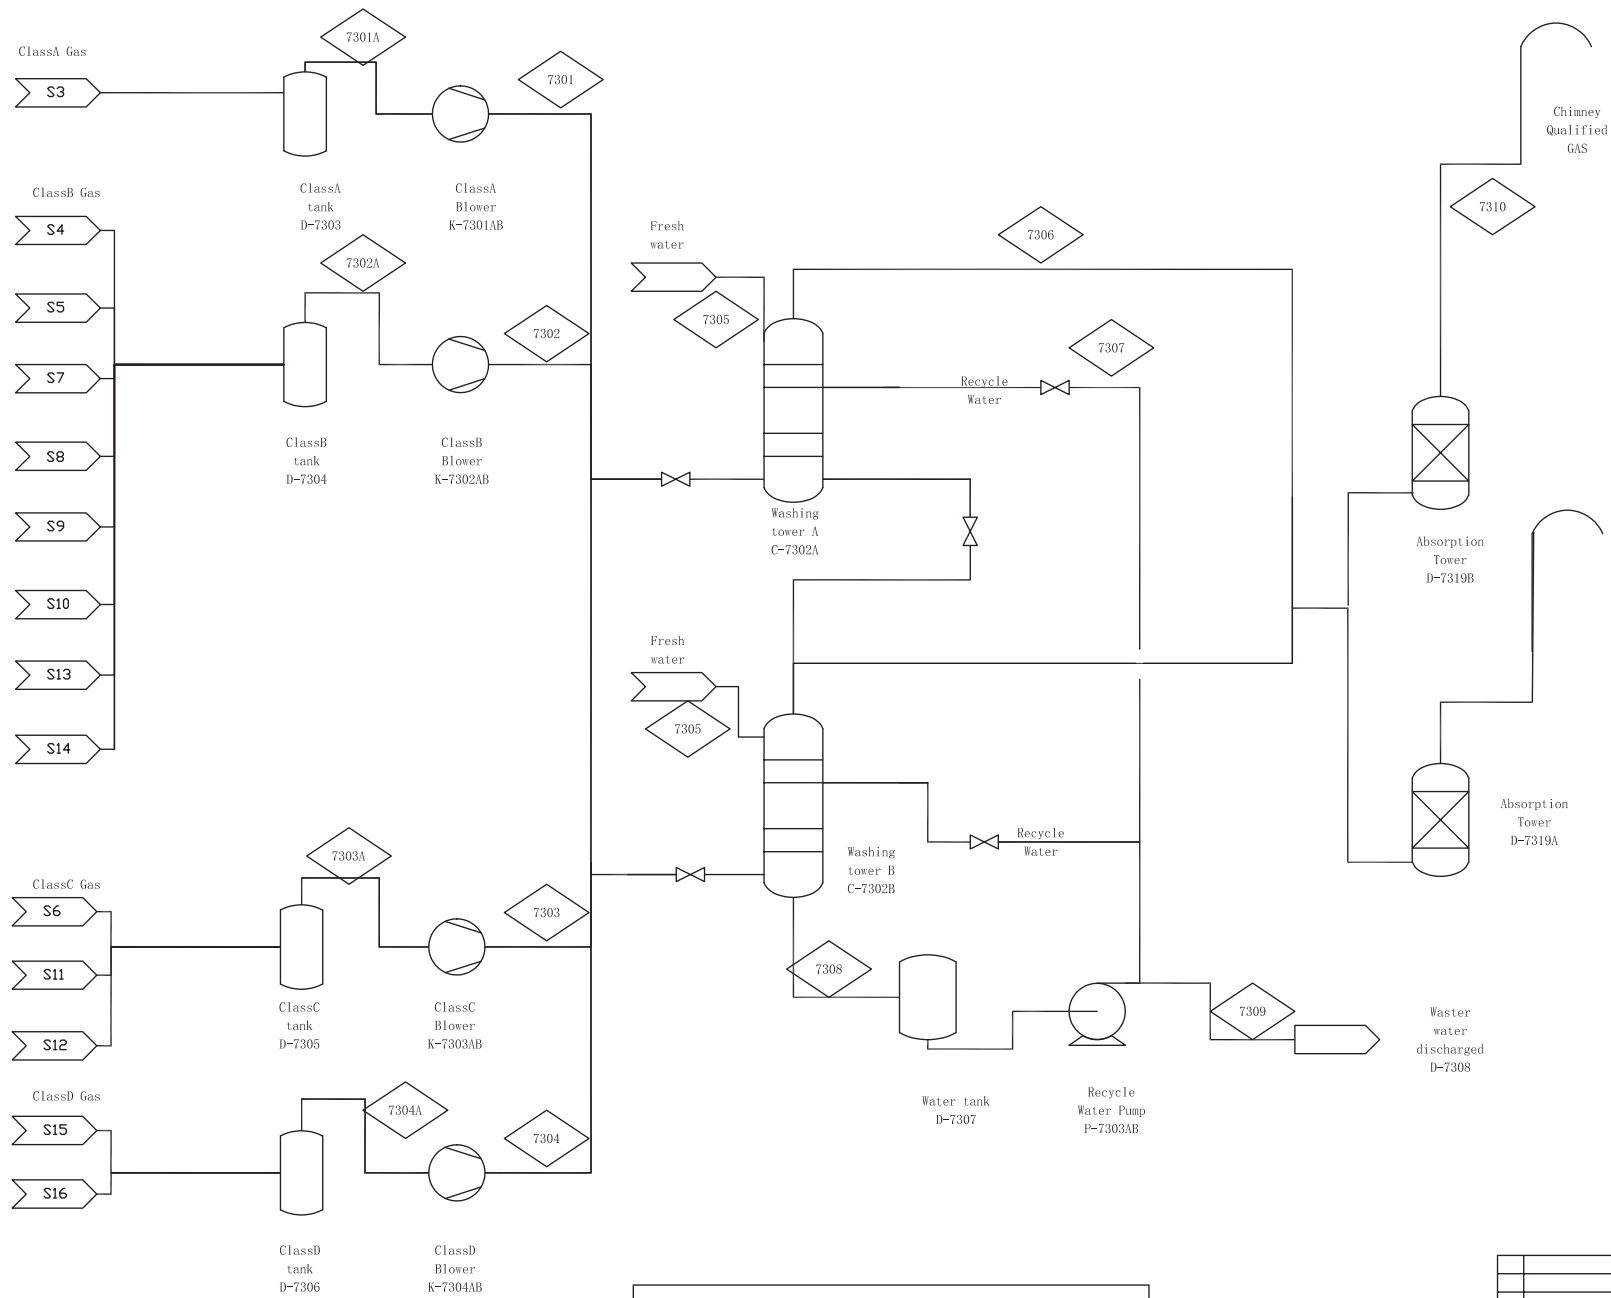 ClassA Gas
S3
7301A
7301
ClassA
tank
D-7303
ClassA
Blower
K-7301AB
ClassB Gas
S4
S5
S7
S8
S9
S10
S13
S14
7302A
7302
ClassB
tank
D-7304
ClassB
Blower
K-7302AB
ClassC Gas
S6
S11
S12
7303A
7303
ClassC
tank
D-7305
ClassC
Blower
K-7303AB
ClassD Gas
S15
S16
7304A
7304
ClassD
tank
D-7306
ClassD
Blower
K-7304AB
Fresh
water
7305
7306
7307
Recycle
Water
Washing
tower A
C-7302A
Fresh
water
7305
Recycle
Water
Washing
tower B
C-7302B
7308
Water tank
D-7307
Recycle
Water Pump
P-7303AB
7309
Waster
water
discharged
D-7308
Chimney
Qualified
GAS
7310
Absorption
Tower
D-7319B
Absorption
Tower
D-7319A